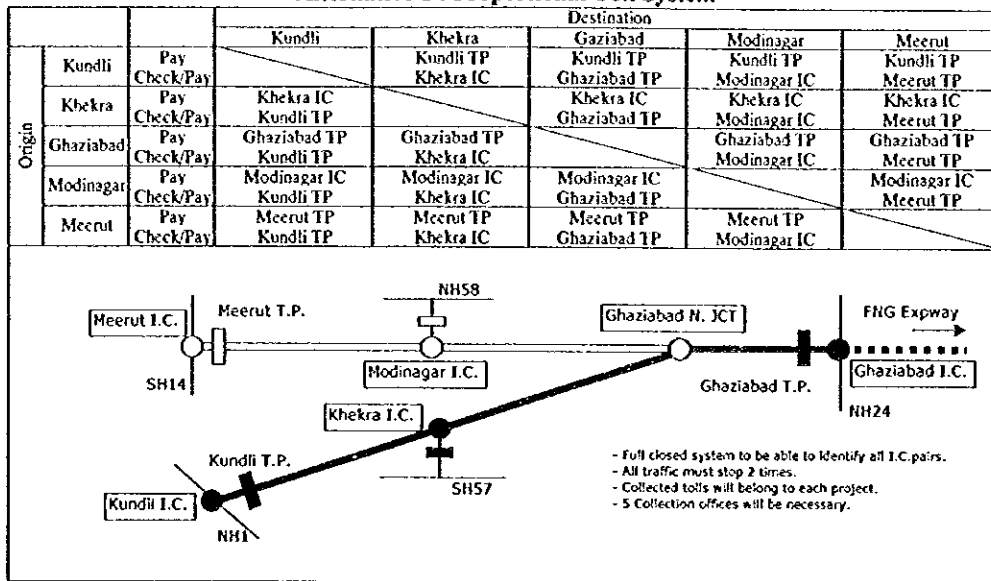 System
Destination
Kundli Khekra Gaziabad Modinagar Meerut
Origin
Kundli Pay Kundli TP Kundli TP Kundli TP Kundli TP
Check/Pay Khekra IC Ghaziabad TP Modinagar IC Meerut TP
Khekra Pay Khekra IC Khekra IC Khekra IC Khekra IC
Check/Pay Kundli TP Ghaziabad TP Modinagar IC Meerut TP
Ghaziabad Pay Ghaziabad TP Ghaziabad TP Ghaziabad TP Ghaziabad TP
Check/Pay Kundli TP Khekra IC Modinagar IC Meerut TP
Modinagar Pay Modinagar IC Modinagar IC Modinagar IC Modinagar IC
Check/Pay Kundli TP Khekra IC Ghaziabad TP Meerut TP
Meerut Pay Meerut TP Meerut TP Meerut TP Meerut TP
Check/Pay Kundli TP Khekra IC Ghaziabad TP Modinagar IC
NH58
Meerut I.C.
Meerut T.P.
Ghaziabad N. JCT
FNG Expway
SH14
Modinagar I.C.
Ghaziabad T.P.
Ghaziabad I.C.
NH24
Khekra I.C.
Kundli T.P.
SH57
Kundil I.C.
NH1
- Full closed system to be able to identify all I.C.pairs.
- All traffic must stop 2 times.
- Collected tolls will belong to each project.
- 5 Collection offices will be necessary.